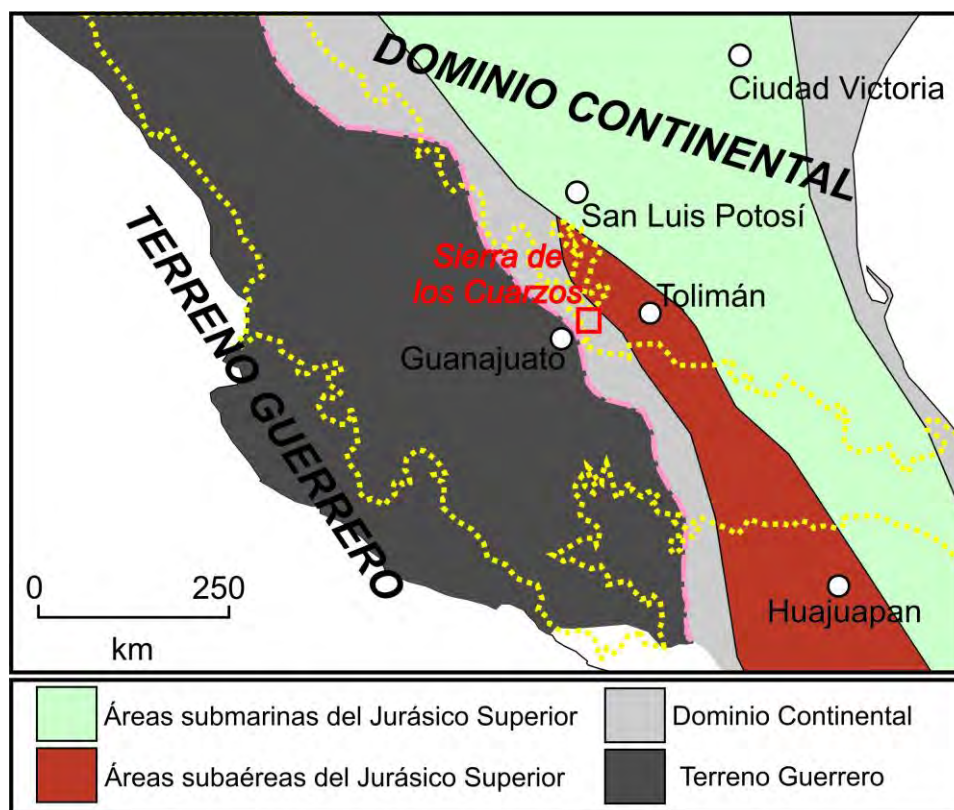 DOMINIO CONTINENTAL
Ciudad Victoria
San Luis Potosí
TERRENO GUERRERO
Sierra de
los Cuarzos
Tolimán
Guanajuato
0 250
km
Huajuapan
Áreas submarinas del Jurásico Superior
Dominio Continental
Áreas subaéreas del Jurásico Superior
Terreno Guerrero